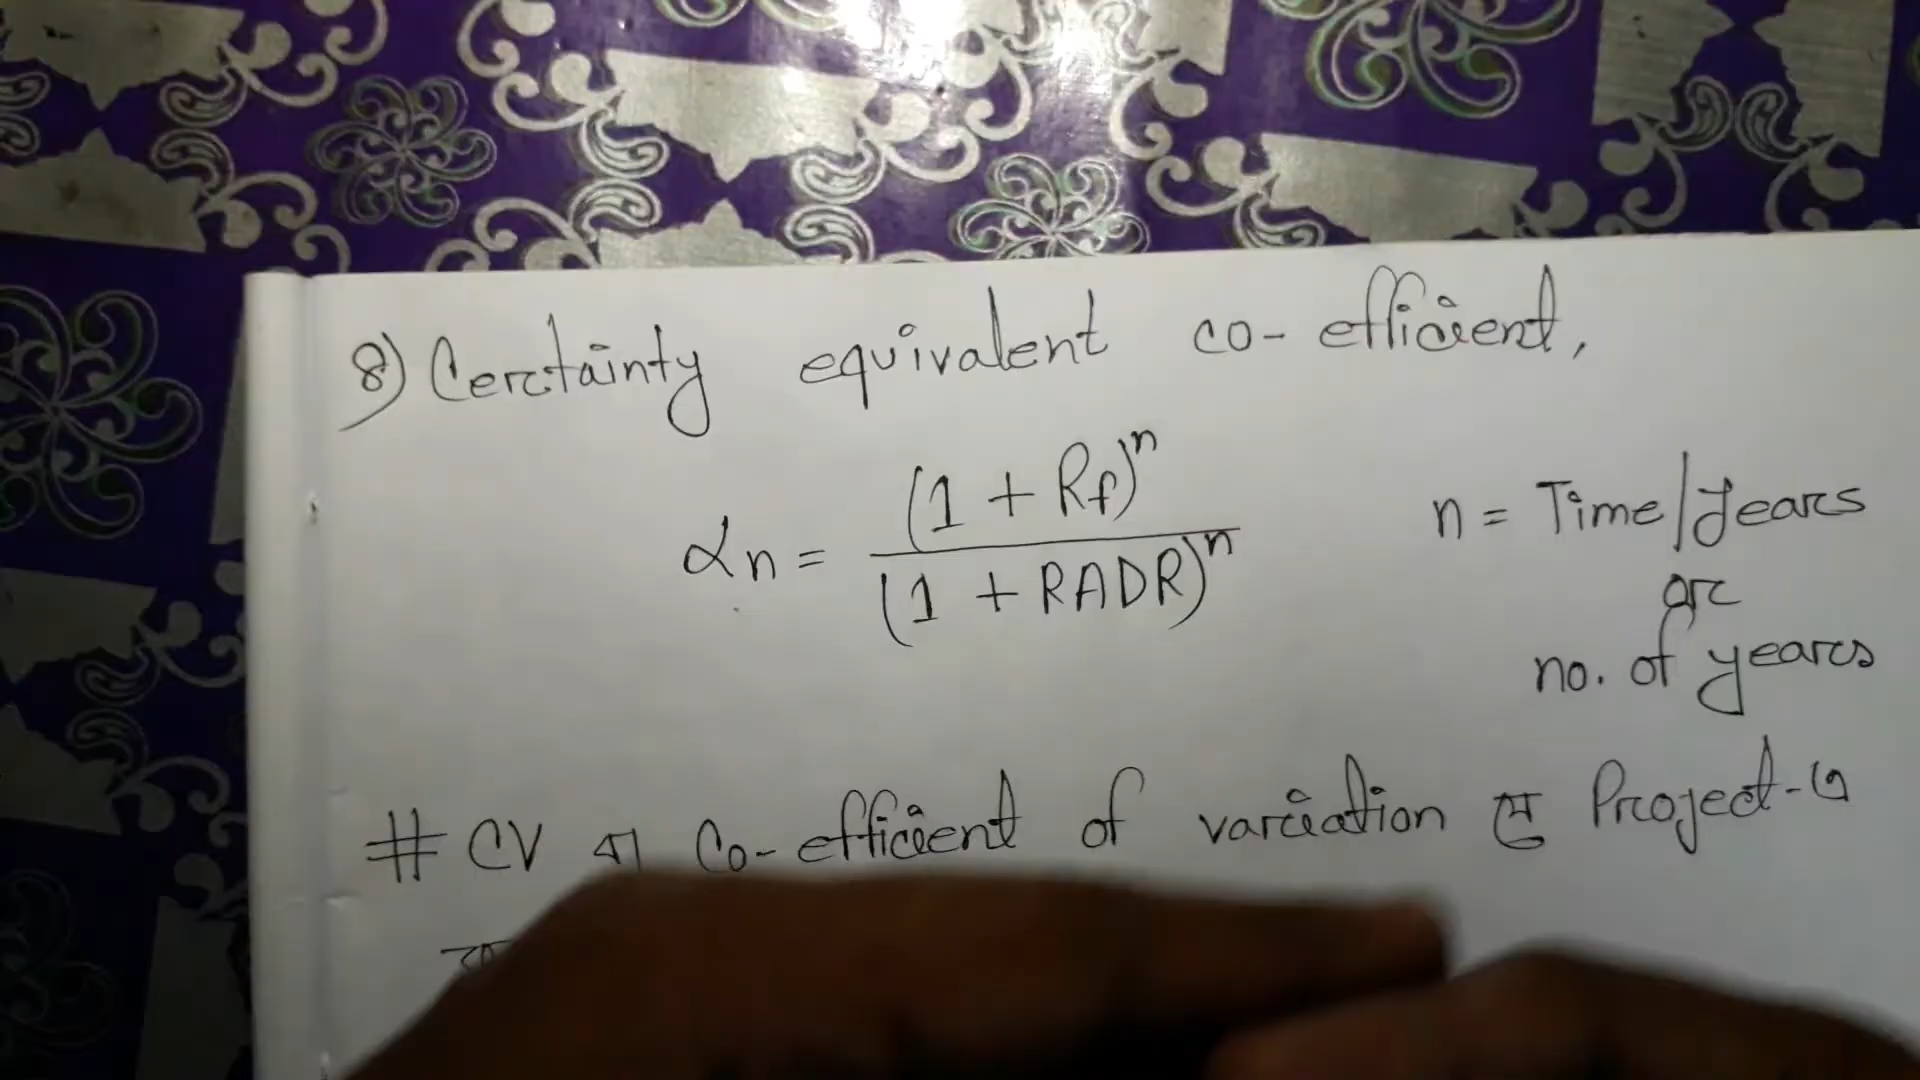 8) Certainty equivalent co-efficient,
αn = (1 + Rf)^n / (1 + RADR)^n
n = Time/years
or
no. of years
# CV বা Co-efficient of variation যে Project-এ